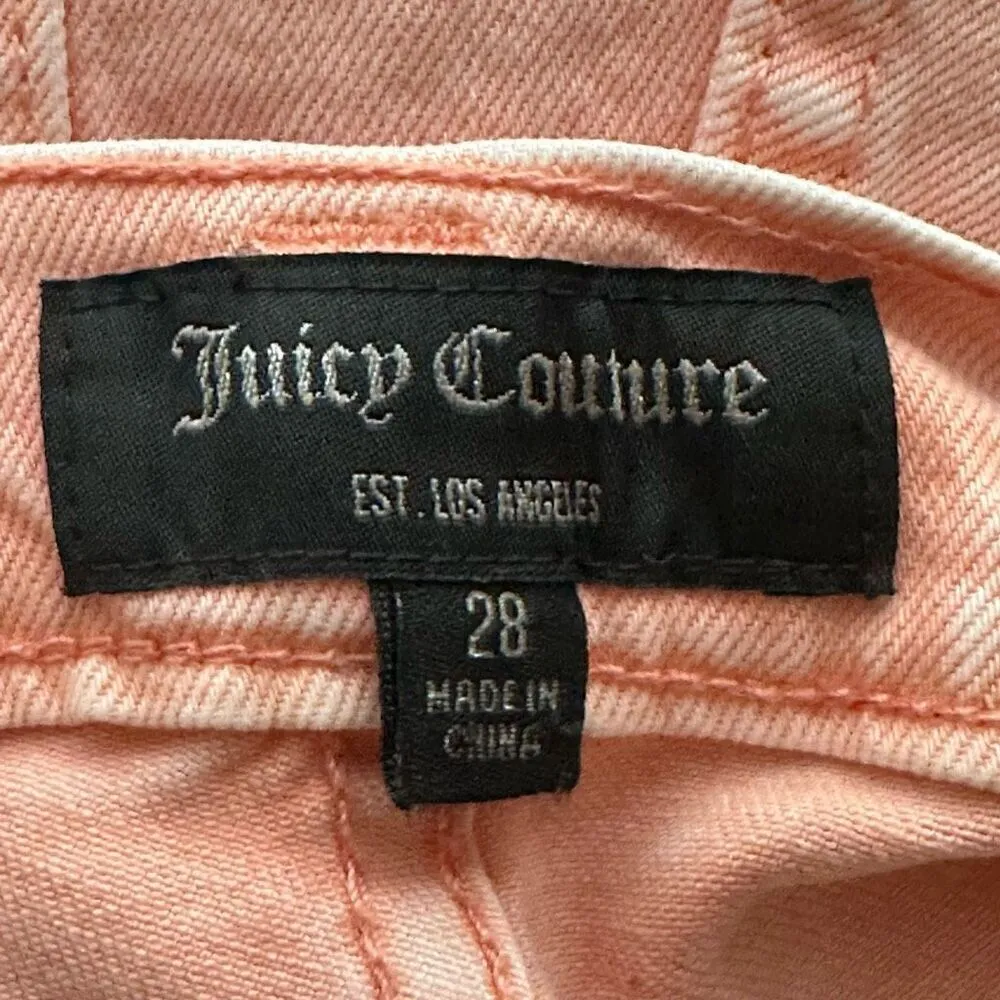 Juicy Couture
EST. LOS ANGELES
28
MADE IN
CHINA